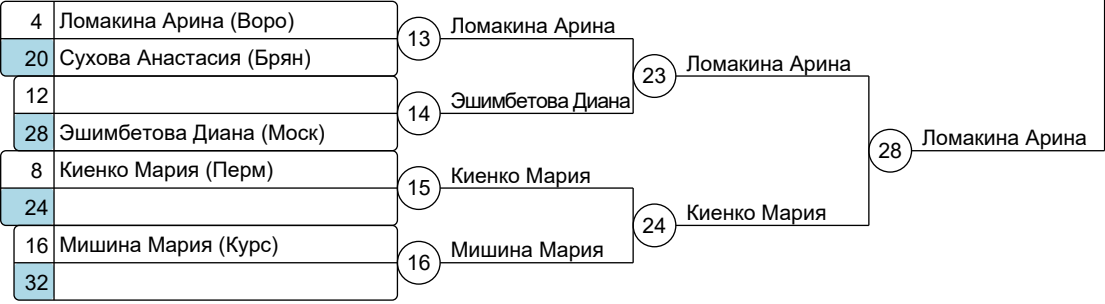 4 Ломакина Арина (Воро)
20 Сухова Анастасия (Брян)
12
28 Эшимбетова Диана (Моск)
8 Киенко Мария (Перм)
24
16 Мишина Мария (Курс)
32
13 Ломакина Арина
14 Эшимбетова Диана
15 Киенко Мария
16 Мишина Мария
23 Ломакина Арина
24 Киенко Мария
28 Ломакина Арина